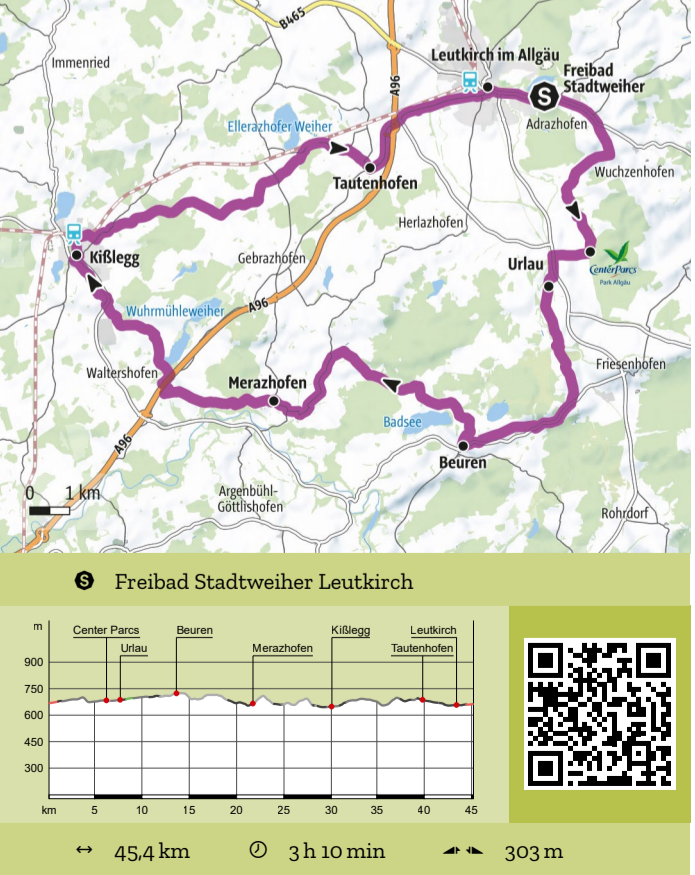 B465
Immenried
Leutkirch im Allgäu
A96
Freibad
Stadtweiher
S
Adrazhofen
Ellerazhofer Weiher
Tautenhofen
Wuchzenhofen
Herlazhofen
Kißlegg
Gebrazhofen
Urlau
CenterParcs
Park Allgäu
A96
Wuhrmühleweiher
Waltershofen
Merazhofen
Friesenhofen
Badsee
A96
Beuren
0 1 km
Argenbühl-
Göttlishofen
Rohrdorf
S Freibad Stadtweiher Leutkirch
m
Center Parcs Beuren Kißlegg Leutkirch
Urlau Merazhofen Tautenhofen
900
750
600
450
300
km 5 10 15 20 25 30 35 40 45
45,4 km 3 h 10 min 303 m